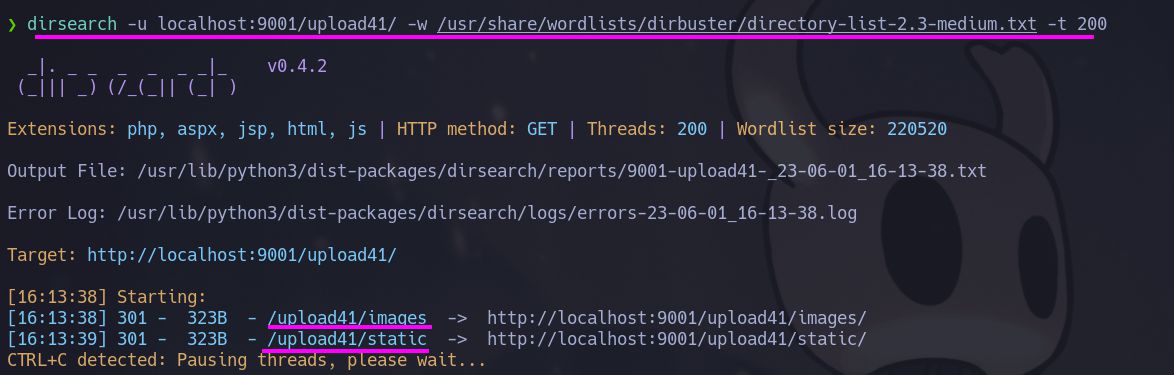 ❯ dirsearch -u localhost:9001/upload41/ -w /usr/share/wordlists/dirbuster/directory-list-2.3-medium.txt -t 200
  _|. _ _  _  _  _ _|_    v0.4.2
 (_||| _) (/_(_|| (_| )
Extensions: php, aspx, jsp, html, js | HTTP method: GET | Threads: 200 | Wordlist size: 220520
Output File: /usr/lib/python3/dist-packages/dirsearch/reports/9001-upload41-_23-06-01_16-13-38.txt
Error Log: /usr/lib/python3/dist-packages/dirsearch/logs/errors-23-06-01_16-13-38.log
Target: http://localhost:9001/upload41/
[16:13:38] Starting:
[16:13:38] 301 -  323B  - /upload41/images  ->  http://localhost:9001/upload41/images/
[16:13:39] 301 -  323B  - /upload41/static  ->  http://localhost:9001/upload41/static/
CTRL+C detected: Pausing threads, please wait...